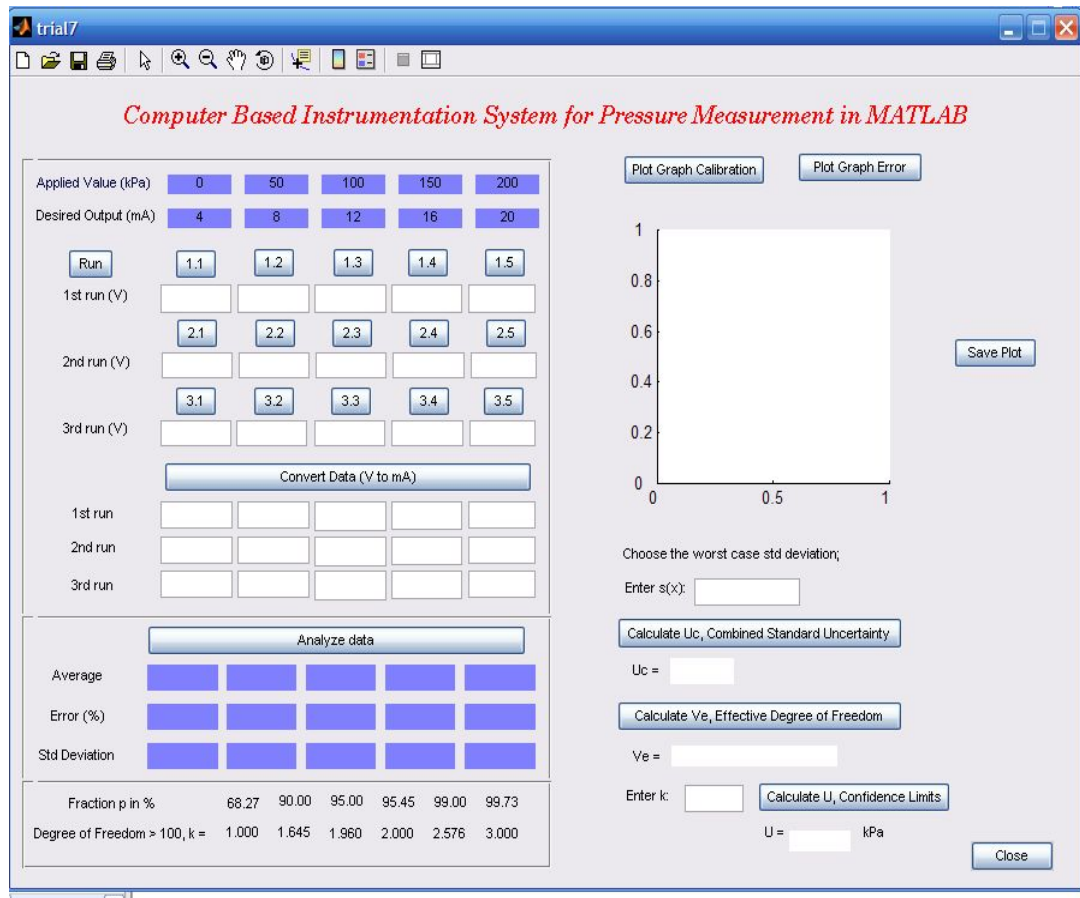 trial7
Computer Based Instrumentation System for Pressure Measurement in MATLAB
Applied Value (kPa) 0 50 100 150 200
Desired Output (mA) 4 8 12 16 20
Run 1.1 1.2 1.3 1.4 1.5
1st run (V)
2.1 2.2 2.3 2.4 2.5
2nd run (V)
3.1 3.2 3.3 3.4 3.5
3rd run (V)
Convert Data (V to mA)
1st run
2nd run
3rd run
Analyze data
Average
Error (%)
Std Deviation
Fraction p in % 68.27 90.00 95.00 95.45 99.00 99.73
Degree of Freedom > 100, k = 1.000 1.645 1.960 2.000 2.576 3.000
Plot Graph Calibration Plot Graph Error
1
0.8
0.6
0.4
0.2
0
0 0.5 1
Save Plot
Choose the worst case std deviation;
Enter s(x):
Calculate Uc, Combined Standard Uncertainty
Uc =
Calculate Ve, Effective Degree of Freedom
Ve =
Enter k: Calculate U, Confidence Limits
U = kPa
Close